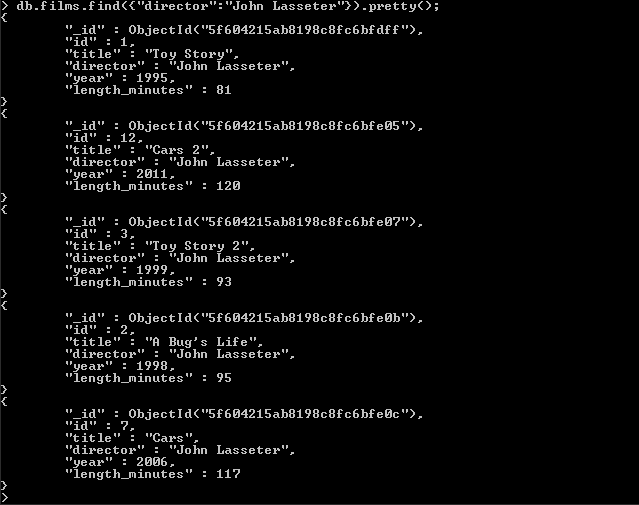 > db.films.find({"director":"John Lasseter"}).pretty();
{
"_id" : ObjectId("5f604215ab8198c8fc6bfdff"),
"id" : 1,
"title" : "Toy Story",
"director" : "John Lasseter",
"year" : 1995,
"length_minutes" : 81
}
{
"_id" : ObjectId("5f604215ab8198c8fc6bfe05"),
"id" : 12,
"title" : "Cars 2",
"director" : "John Lasseter",
"year" : 2011,
"length_minutes" : 120
}
{
"_id" : ObjectId("5f604215ab8198c8fc6bfe07"),
"id" : 3,
"title" : "Toy Story 2",
"director" : "John Lasseter",
"year" : 1999,
"length_minutes" : 93
}
{
"_id" : ObjectId("5f604215ab8198c8fc6bfe0b"),
"id" : 2,
"title" : "A Bug's Life",
"director" : "John Lasseter",
"year" : 1998,
"length_minutes" : 95
}
{
"_id" : ObjectId("5f604215ab8198c8fc6bfe0c"),
"id" : 7,
"title" : "Cars",
"director" : "John Lasseter",
"year" : 2006,
"length_minutes" : 117
}
>